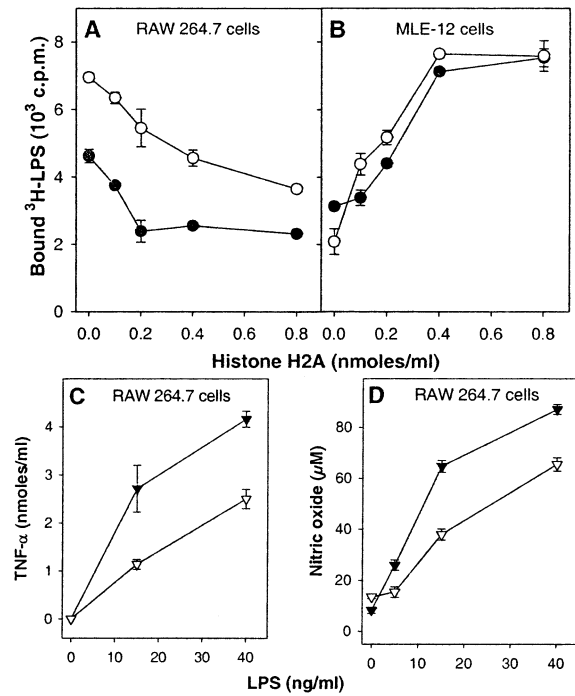 A RAW 264.7 cells
B MLE-12 cells
Bound ³H-LPS (10³ c.p.m.)
8
6
4
2
0
0.0 0.2 0.4 0.6 0.8
0.0 0.2 0.4 0.6 0.8
Histone H2A (nmoles/ml)
C RAW 264.7 cells
TNF-α (nmoles/ml)
4
3
2
1
0
0 10 20 30 40
D RAW 264.7 cells
Nitric oxide (µM)
80
60
40
20
0
0 10 20 30 40
LPS (ng/ml)